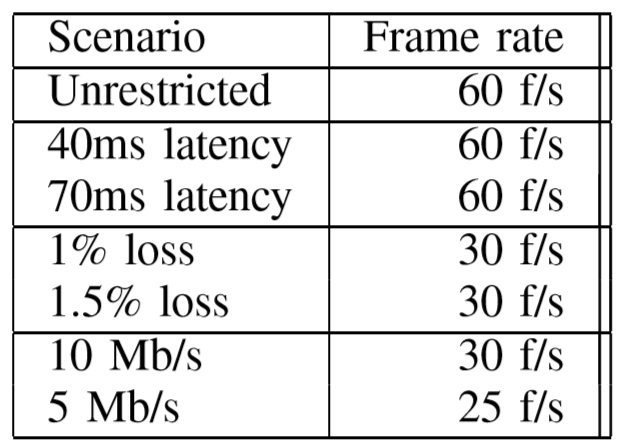 Scenario Frame rate
Unrestricted 60 f/s
40ms latency 60 f/s
70ms latency 60 f/s
1% loss 30 f/s
1.5% loss 30 f/s
10 Mb/s 30 f/s
5 Mb/s 25 f/s